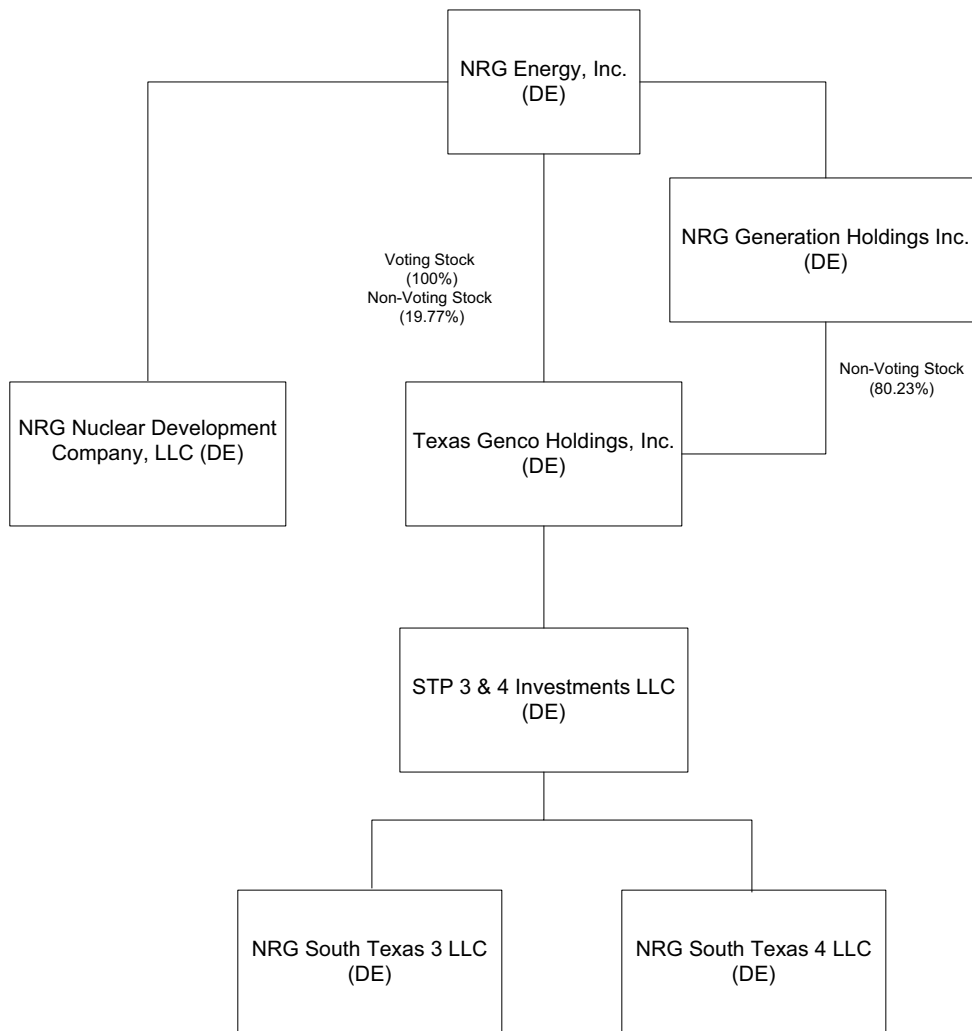 NRG Energy, Inc.
(DE)
NRG Generation Holdings Inc.
(DE)
Voting Stock
(100%)
Non-Voting Stock
(19.77%)
Non-Voting Stock
(80.23%)
NRG Nuclear Development
Company, LLC (DE)
Texas Genco Holdings, Inc.
(DE)
STP 3 & 4 Investments LLC
(DE)
NRG South Texas 3 LLC
(DE)
NRG South Texas 4 LLC
(DE)